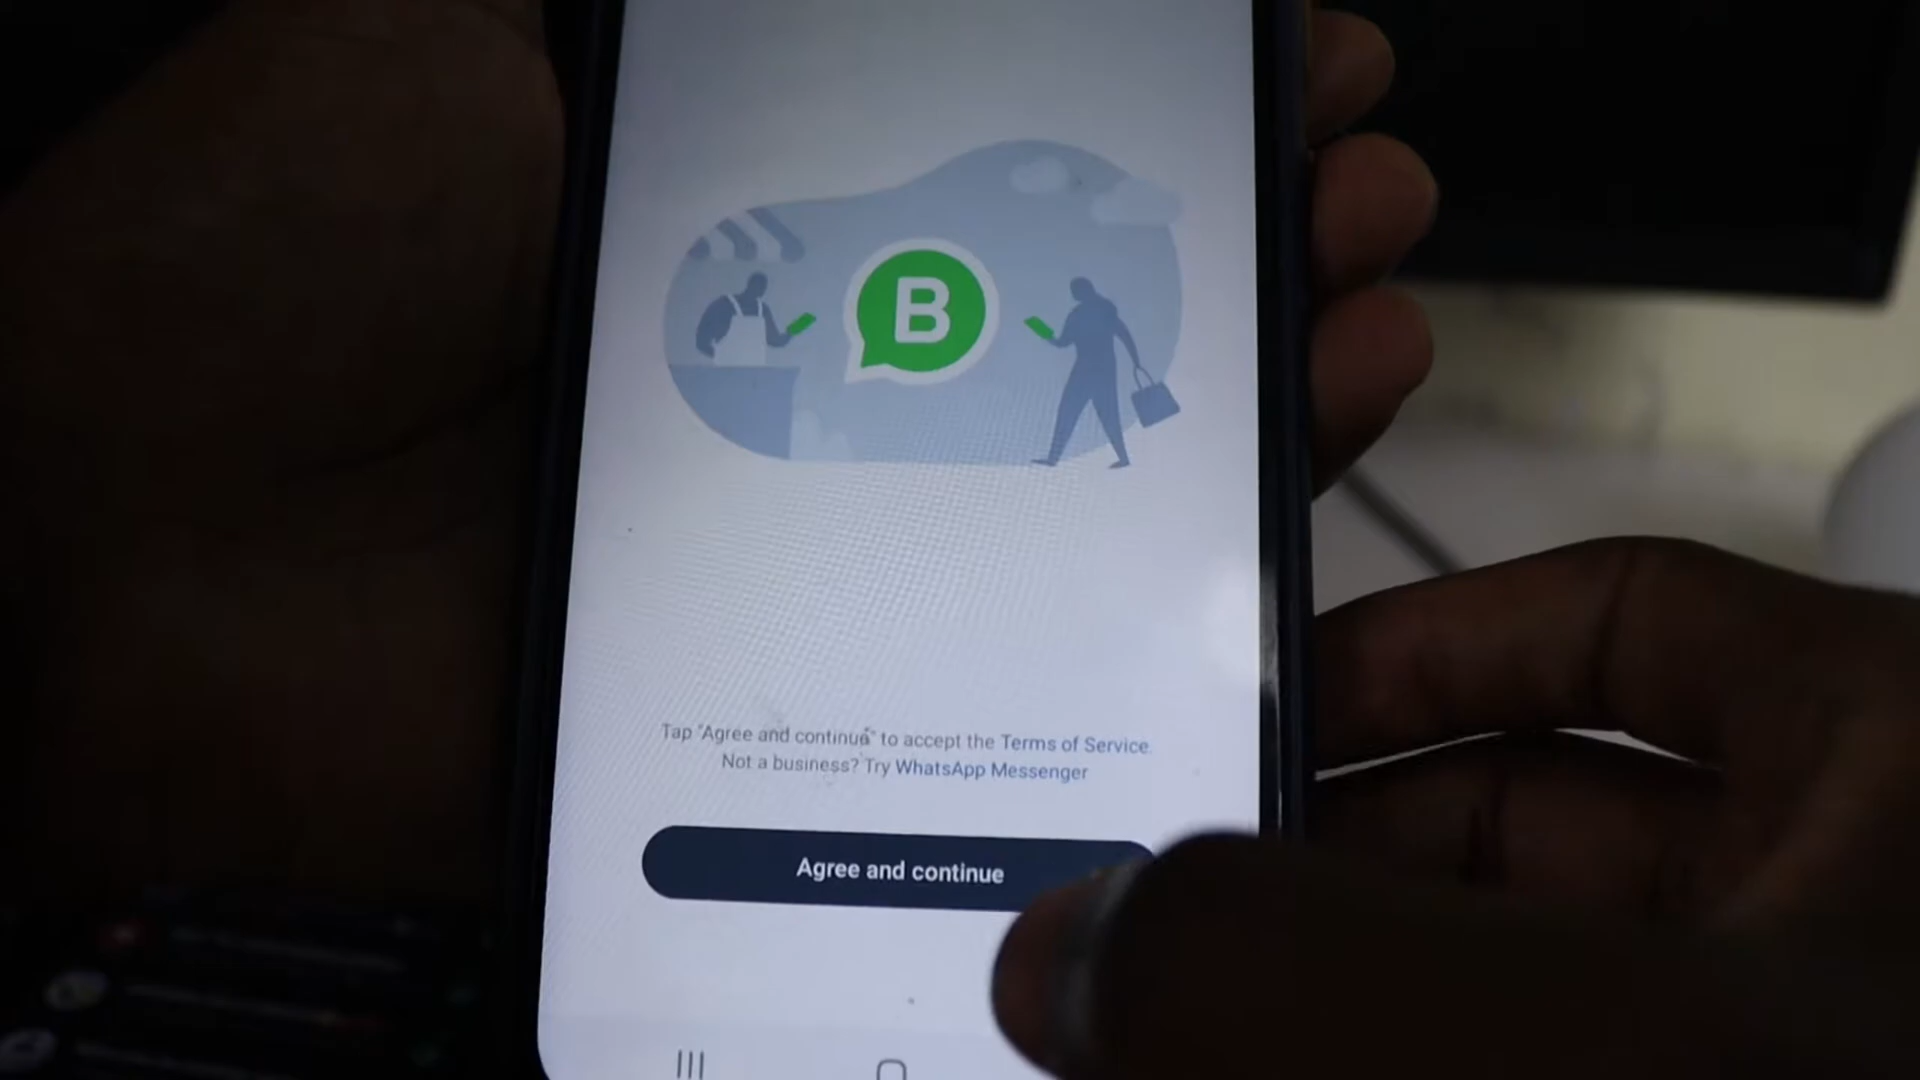 B
Tap "Agree and continue" to accept the Terms of Service.
Not a business? Try WhatsApp Messenger
Agree and continue